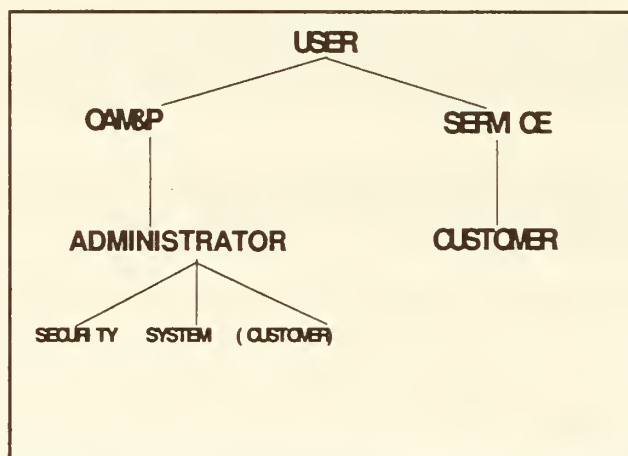 USER
OAM&P SERVICE
ADMINISTRATOR CUSTOMER
SECURITY SYSTEM (CUSTOMER)